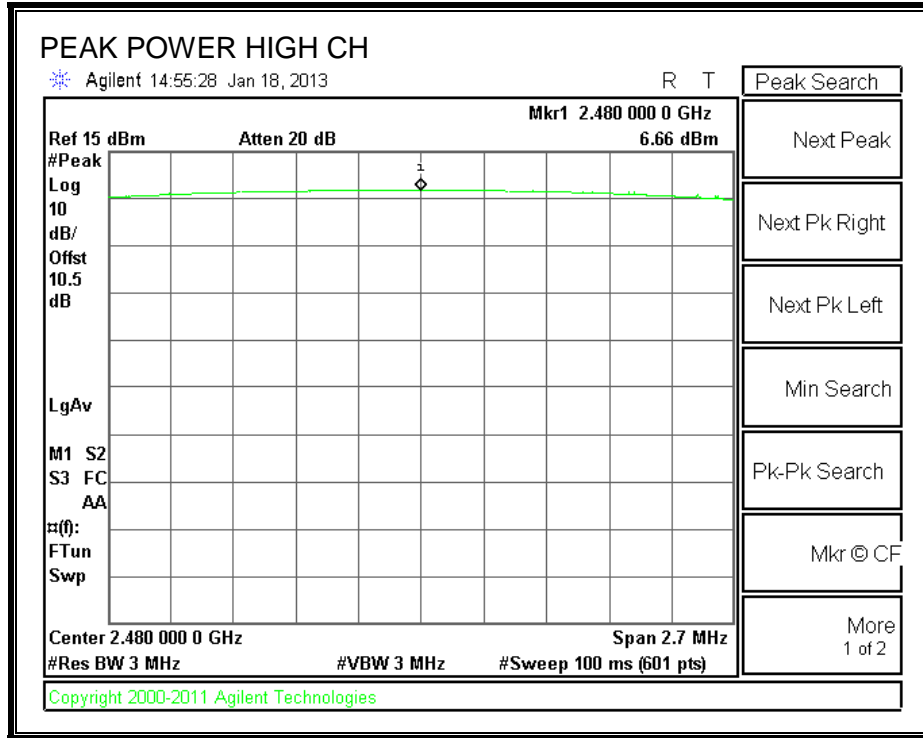 PEAK POWER HIGH CH
Agilent 14:55:28 Jan 18, 2013 R T
Peak Search
Mkr1 2.480 000 0 GHz
Ref 15 dBm Atten 20 dB 6.66 dBm
#Peak
Log
10
dB/
Offst
10.5
dB
1
LgAv
M1 S2
S3 FC
AA
¤(f):
FTun
Swp
Center 2.480 000 0 GHz Span 2.7 MHz
#Res BW 3 MHz #VBW 3 MHz #Sweep 100 ms (601 pts)
Next Peak
Next Pk Right
Next Pk Left
Min Search
Pk-Pk Search
Mkr © CF
More
1 of 2
Copyright 2000-2011 Agilent Technologies